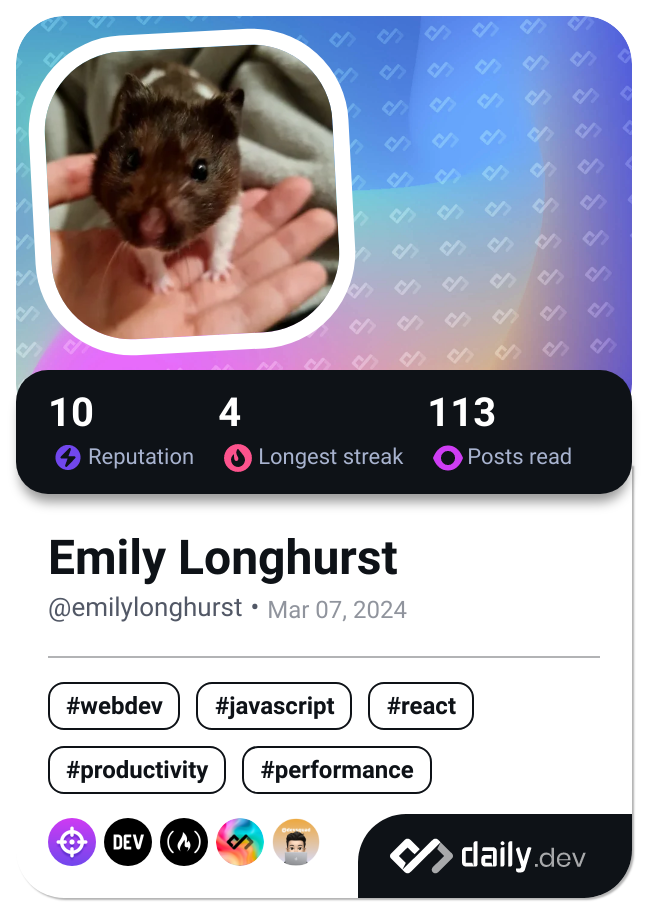 10 4 113
Reputation Longest streak Posts read
Emily Longhurst
@emilylonghurst • Mar 07, 2024
#webdev #javascript #react
#productivity #performance
DEV
daily.dev